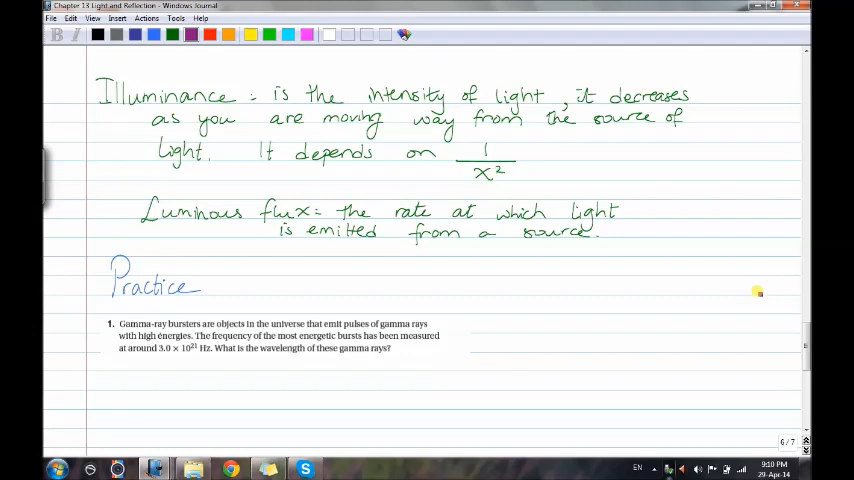 Chapter 13 Light and Reflection - Windows Journal
File Edit View Insert Actions Tools Help
B I
Illuminance : is the intensity of light, it decreases
as you are moving way from the source of
light. It depends on 1/x²
Luminous flux = the rate at which light
is emitted from a source.
Practice
1. Gamma-ray bursters are objects in the universe that emit pulses of gamma rays
with high energies. The frequency of the most energetic bursts has been measured
at around 3.0 × 10²¹ Hz. What is the wavelength of these gamma rays?
6/7
EN
9:10 PM
29-Apr-14